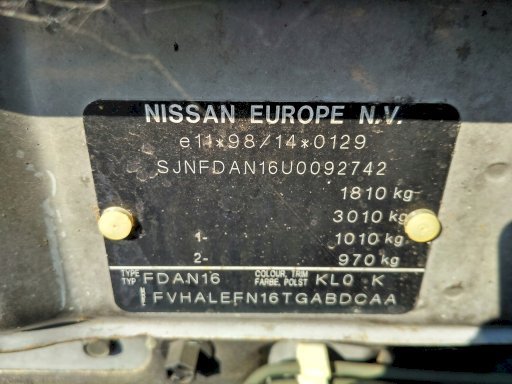 NISSAN EUROPE N.V.
e11*98/14*0129
SJNFDAN16U0092742
1810 kg
3010 kg
1- 1010 kg
2- 970 kg
TYPE TYP FDAN16 COLOUR, TRIM FARBE, POLST KL0 K
FVHALEFN16TGABDCAA